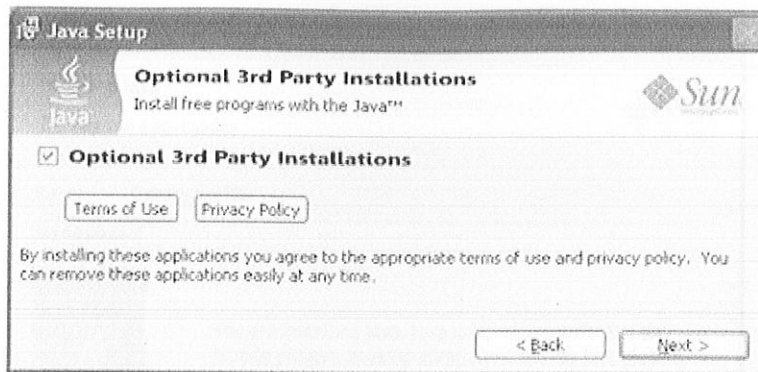 Java Setup
Optional 3rd Party Installations
Install free programs with the Java™
Java
Sun
Optional 3rd Party Installations
Terms of Use
Privacy Policy
By installing these applications you agree to the appropriate terms of use and privacy policy. You
can remove these applications easily at any time.
< Back
Next >